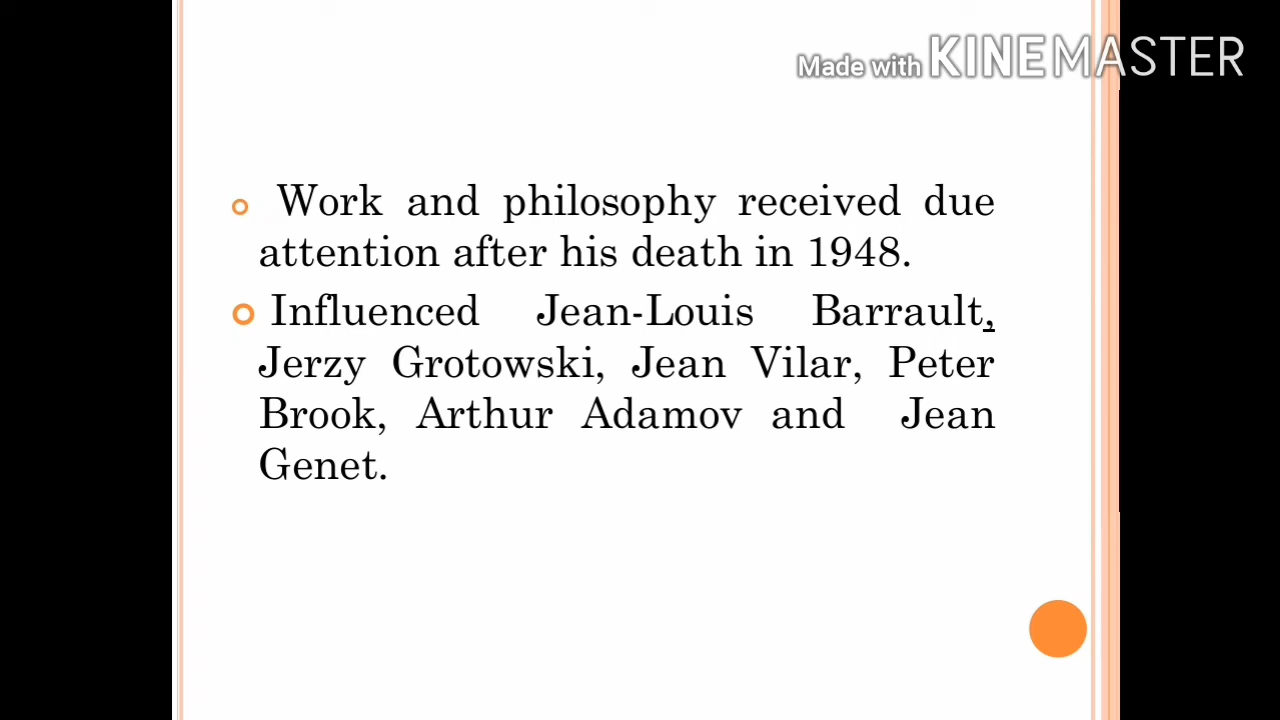 Made with KINEMASTER
Work and philosophy received due
attention after his death in 1948.
Influenced Jean-Louis Barrault,
Jerzy Grotowski, Jean Vilar, Peter
Brook, Arthur Adamov and Jean
Genet.